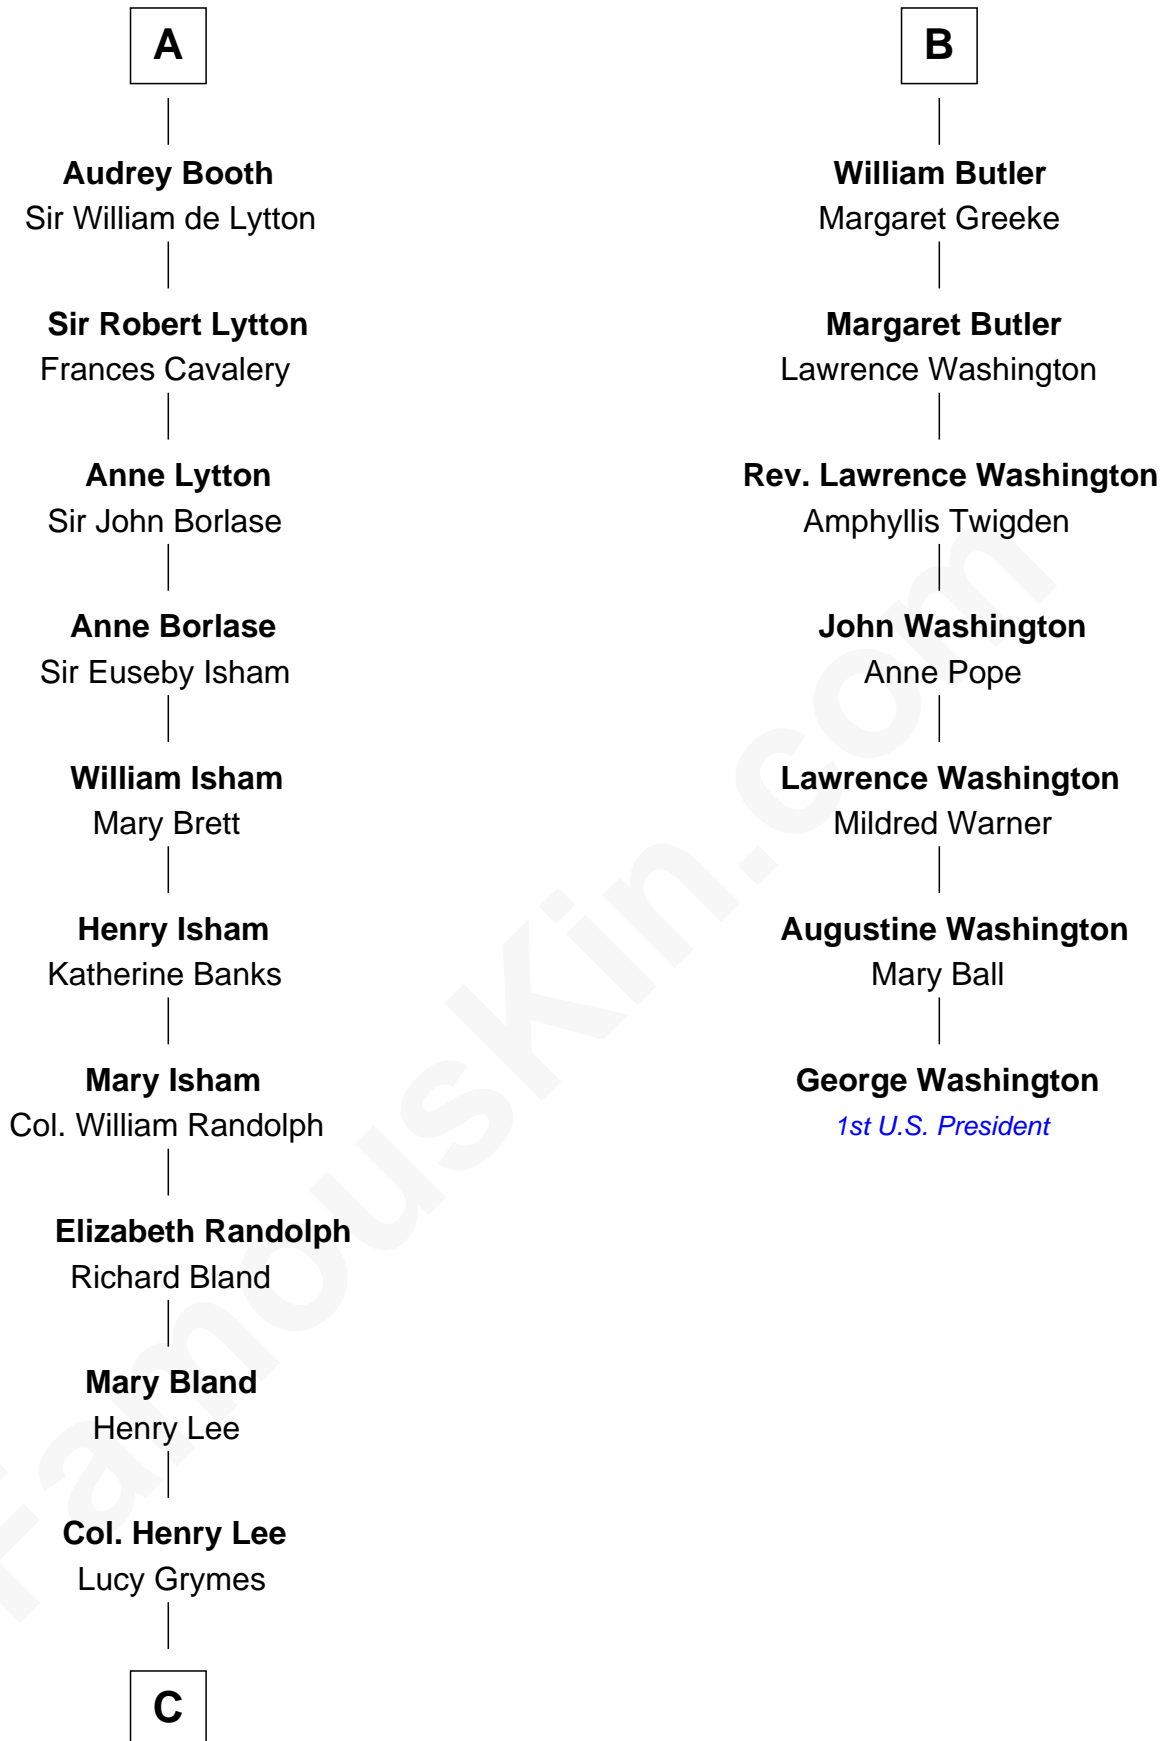 A
Audrey Booth
Sir William de Lytton
Sir Robert Lytton
Frances Cavalery
Anne Lytton
Sir John Borlase
Anne Borlase
Sir Euseby Isham
William Isham
Mary Brett
Henry Isham
Katherine Banks
Mary Isham
Col. William Randolph
Elizabeth Randolph
Richard Bland
Mary Bland
Henry Lee
Col. Henry Lee
Lucy Grymes
C
B
William Butler
Margaret Greeke
Margaret Butler
Lawrence Washington
Rev. Lawrence Washington
Amphyllis Twigden
John Washington
Anne Pope
Lawrence Washington
Mildred Warner
Augustine Washington
Mary Ball
George Washington
1st U.S. President
FamousKin.com